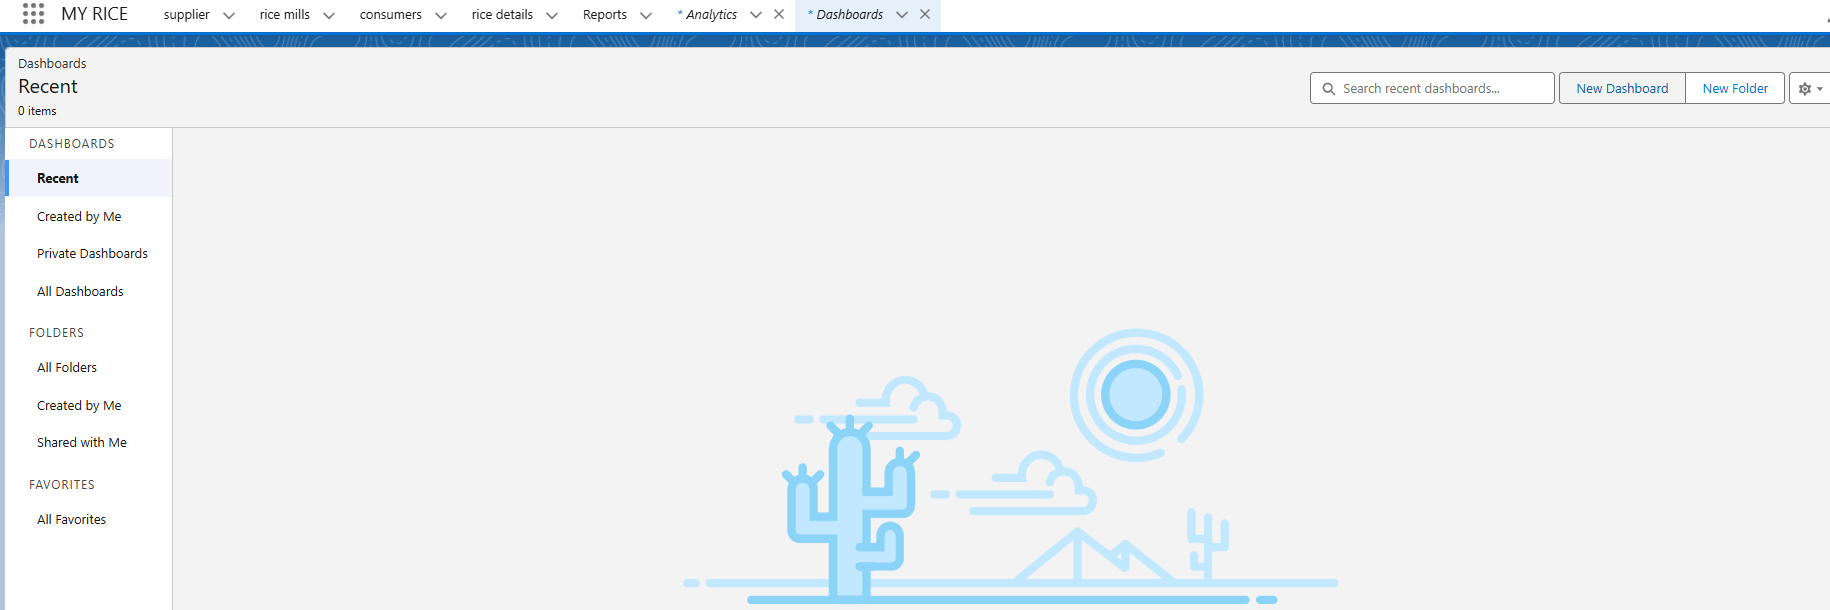 MY RICE supplier rice mills consumers rice details Reports * Analytics * Dashboards
Dashboards
Recent
0 items
Search recent dashboards...
New Dashboard
New Folder
DASHBOARDS
Recent
Created by Me
Private Dashboards
All Dashboards
FOLDERS
All Folders
Created by Me
Shared with Me
FAVORITES
All Favorites